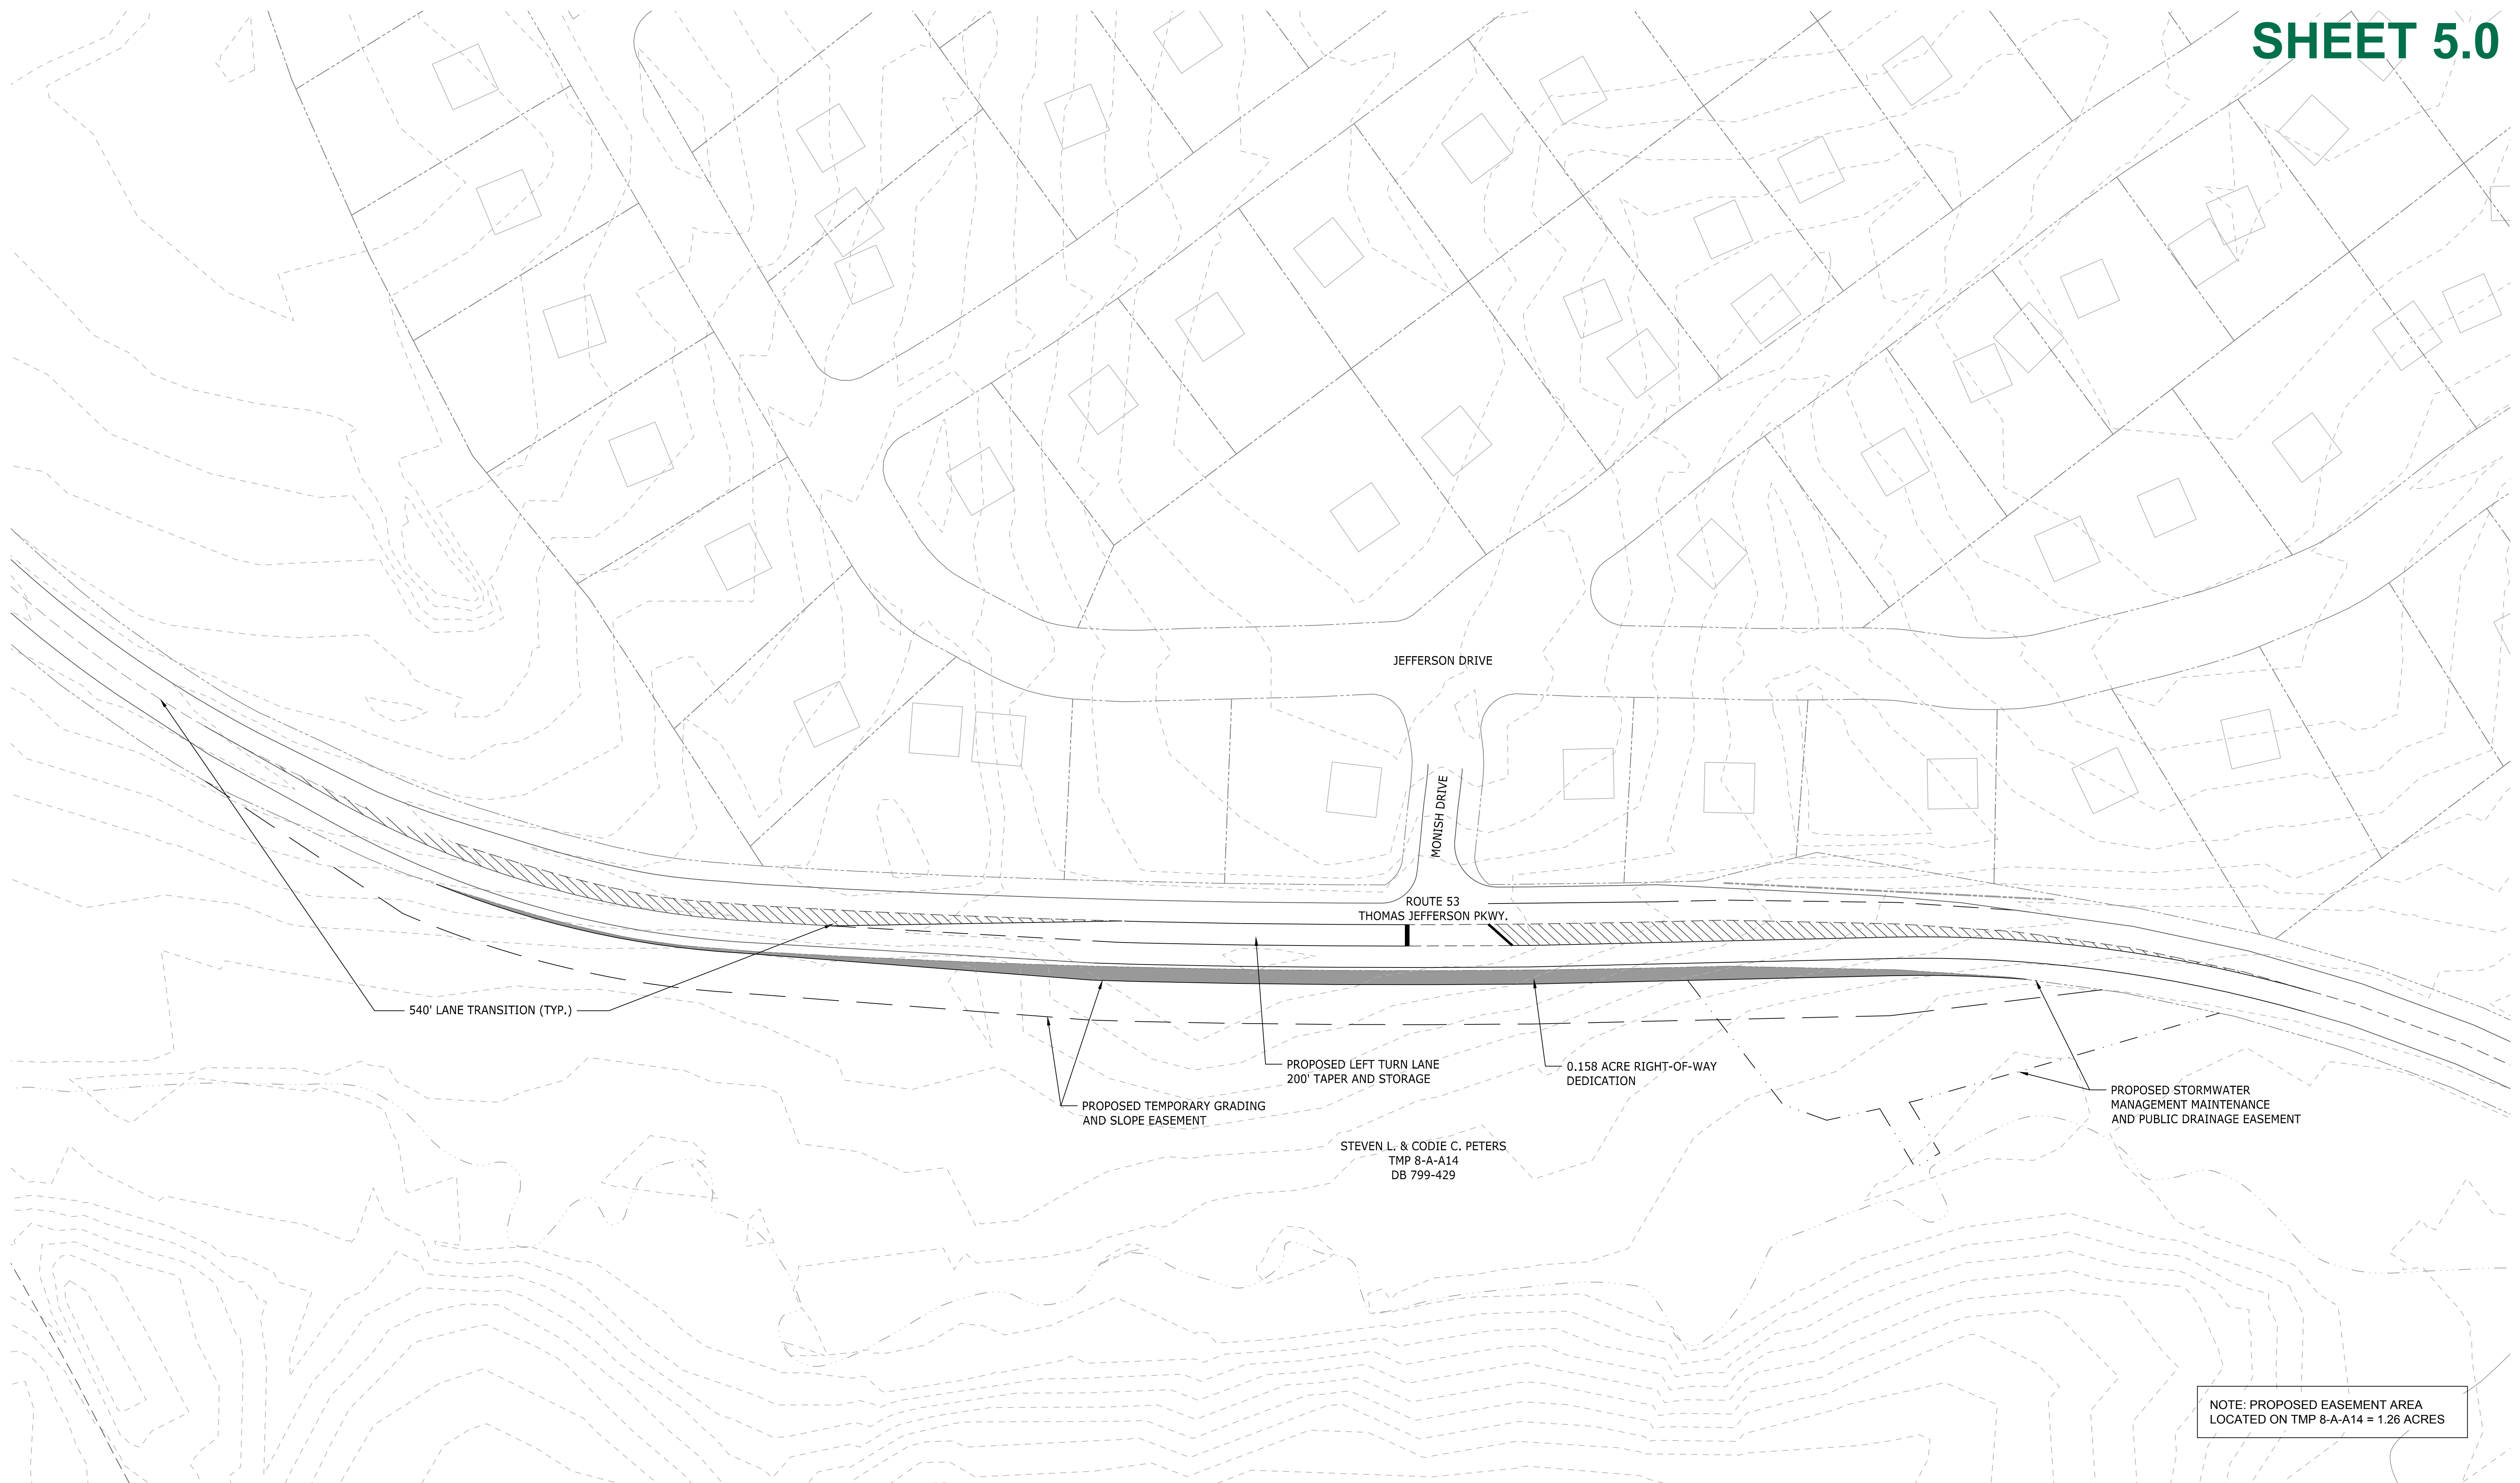 SHEET 5.0
JEFFERSON DRIVE
MONISH DRIVE
ROUTE 53
THOMAS JEFFERSON PKWY.
540' LANE TRANSITION (TYP.)
PROPOSED LEFT TURN LANE
200' TAPER AND STORAGE
0.158 ACRE RIGHT-OF-WAY
DEDICATION
PROPOSED TEMPORARY GRADING
AND SLOPE EASEMENT
PROPOSED STORMWATER
MANAGEMENT MAINTENANCE
AND PUBLIC DRAINAGE EASEMENT
STEVEN L. & CODIE C. PETERS
TMP 8-A-A14
DB 799-429
NOTE: PROPOSED EASEMENT AREA
LOCATED ON TMP 8-A-A14 = 1.26 ACRES